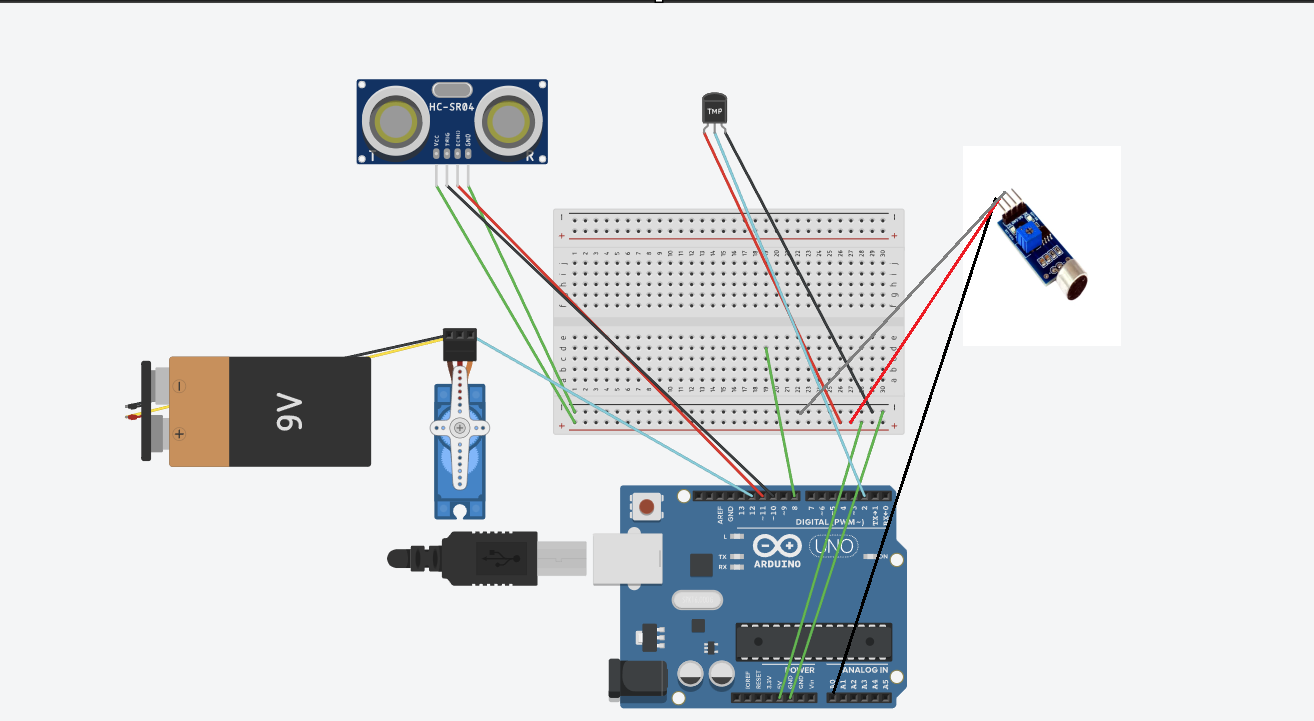 HC-SR04
Vcc
TRIG
ECHO
GND
T
R
TMP
9V
AREF
GND
13
12
~11
~10
~9
8
7
~6
~5
4
~3
2
TX→1
RX←0
DIGITAL (PWM~)
L
TX
RX
UNO
ARDUINO
ON
POWER
ANALOG IN
IOREF
RESET
3.3V
5V
GND
GND
Vin
A0
A1
A2
A3
A4
A5